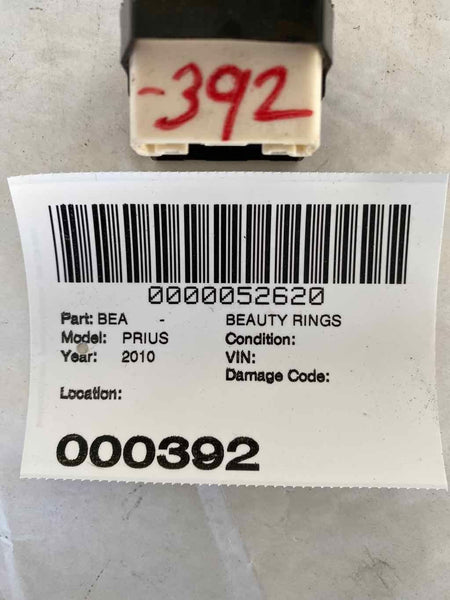 -392
0000052620
Part: BEA - BEAUTY RINGS
Model: PRIUS Condition:
Year: 2010 VIN:
Damage Code:
Location:
000392